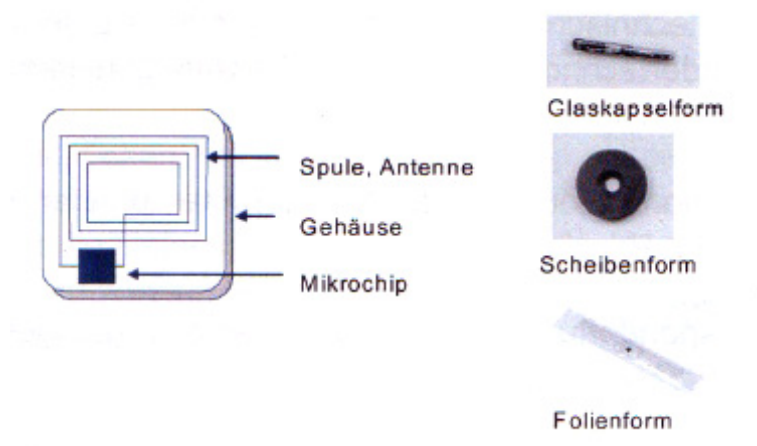 Spule, Antenne
Gehäuse
Mikrochip
Glaskapselform
Scheibenform
Folienform